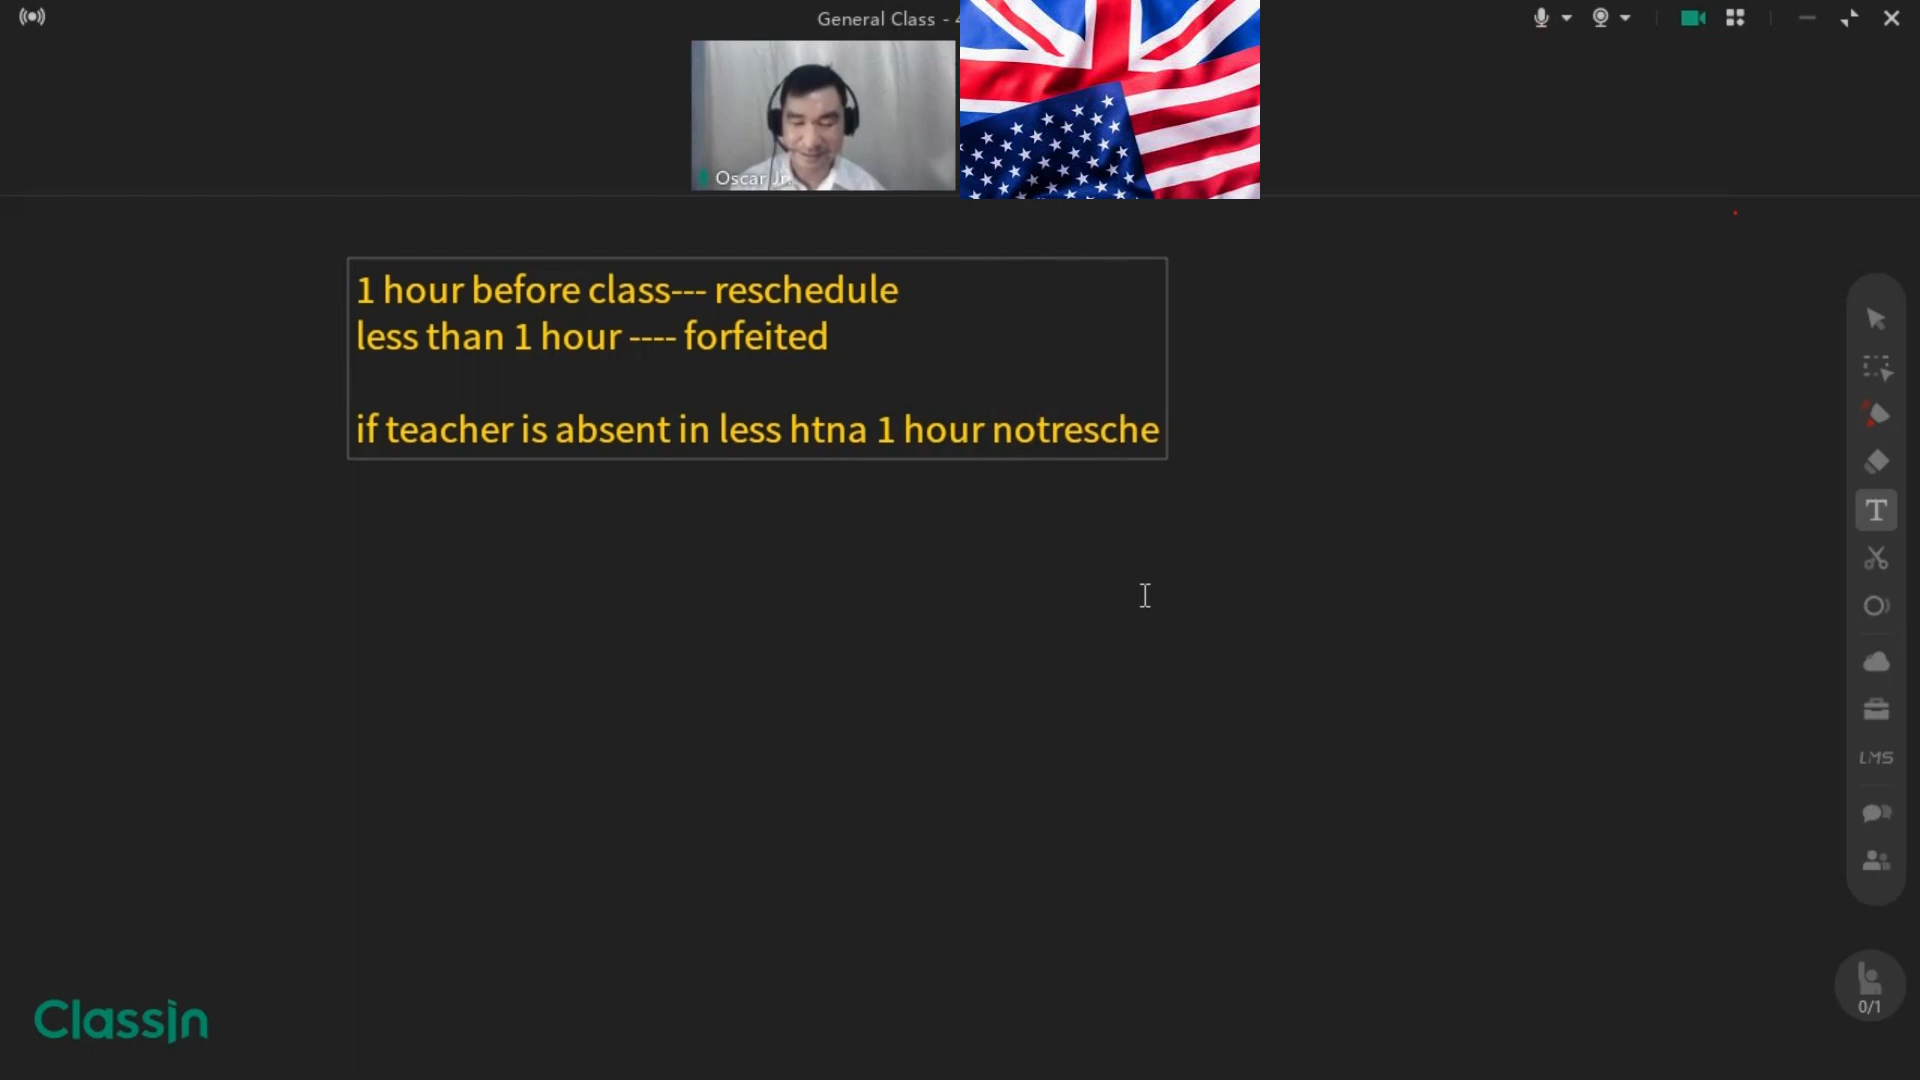 General Class - 4
Oscar Jr.
1 hour before class--- reschedule
less than 1 hour ---- forfeited
if teacher is absent in less htna 1 hour notresche
T
LMS
0/1
ClassIn